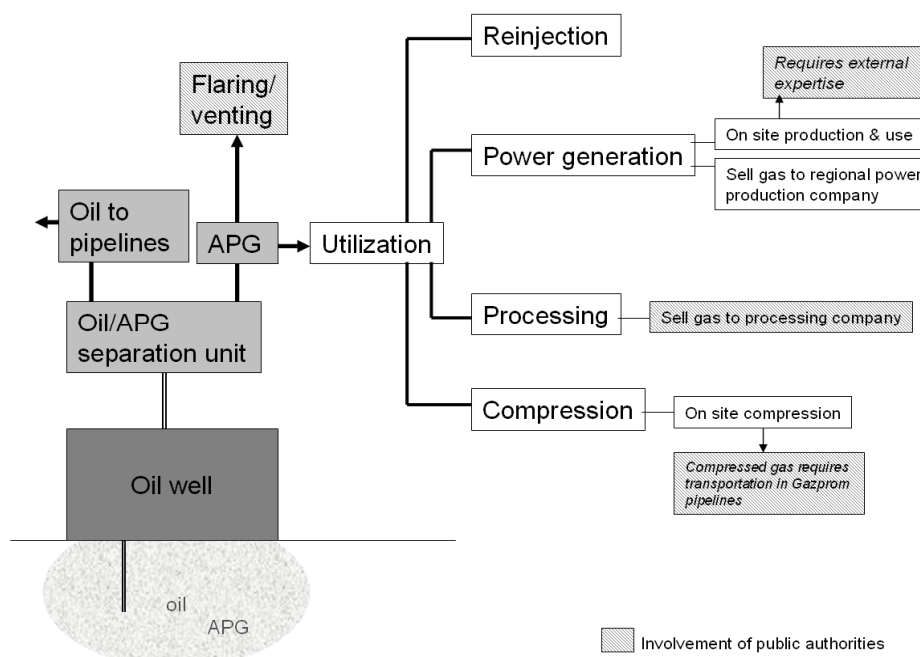 Reinjection
Requires external
expertise
Flaring/
venting
On site production & use
Power generation
Sell gas to regional power
production company
Oil to
pipelines
APG
Utilization
Oil/APG
separation unit
Processing
Sell gas to processing company
Compression
On site compression
Compressed gas requires
transportation in Gazprom
pipelines
Oil well
oil
APG
Involvement of public authorities